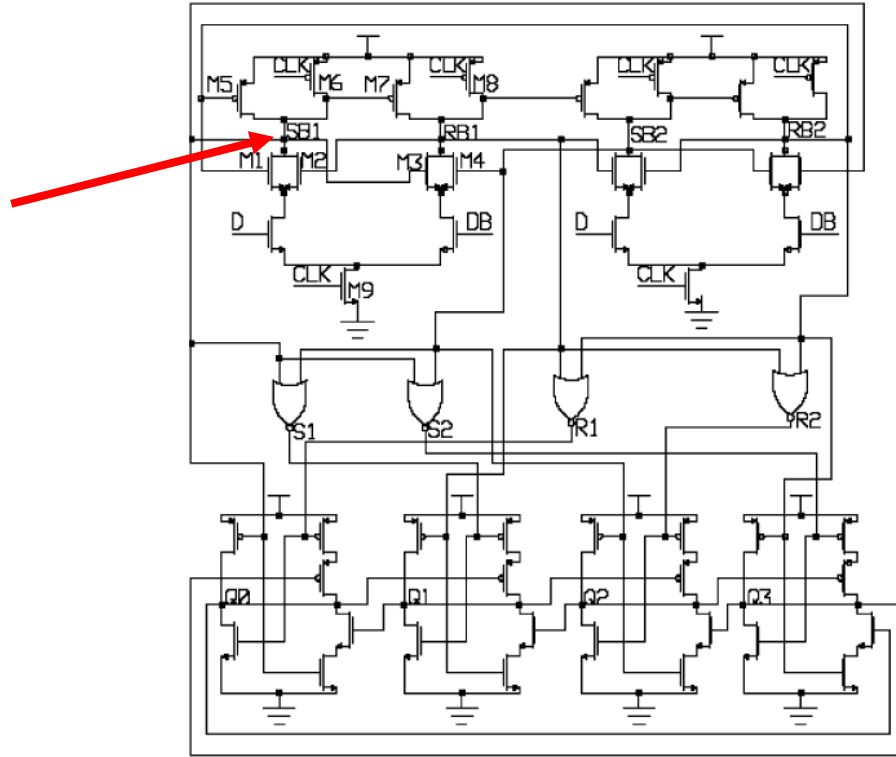 CLK CLK CLK CLK
M5 M6 M7 M8
SB1 RB1 SB2 RB2
M1 M2 M3 M4
D DB D DB
CLK M9 CLK
S1 S2 R1 R2
Q0 Q1 Q2 Q3